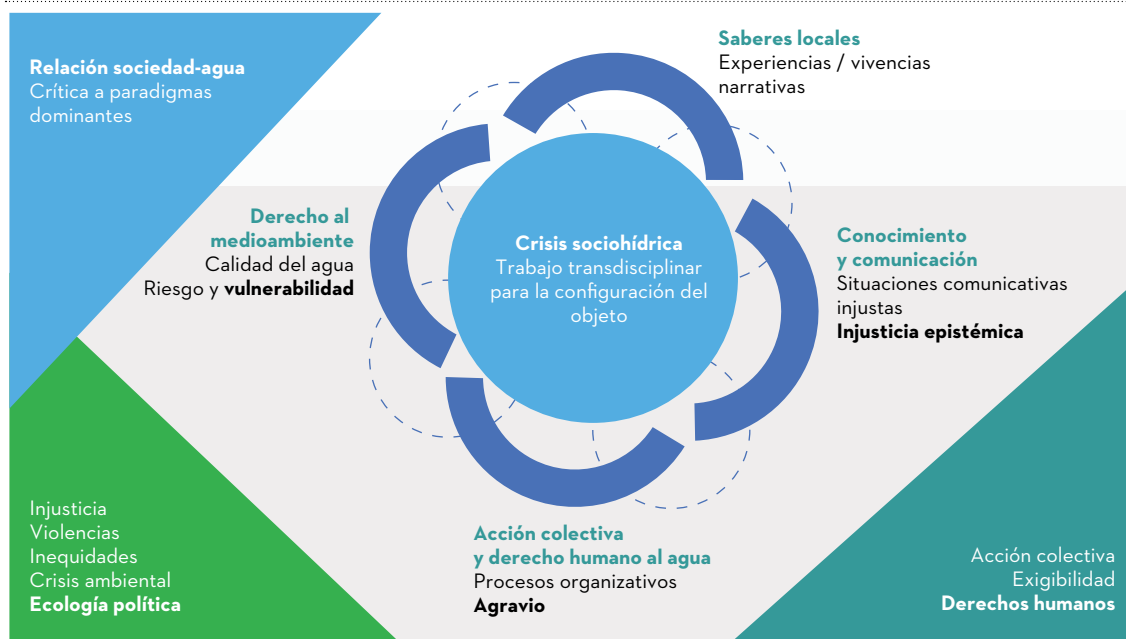 Relación sociedad-agua
Crítica a paradigmas
dominantes
Saberes locales
Experiencias / vivencias
narrativas
Derecho al
medioambiente
Calidad del agua
Riesgo y vulnerabilidad
Crisis sociohídrica
Trabajo transdisciplinar
para la configuración del
objeto
Conocimiento
y comunicación
Situaciones comunicativas
injustas
Injusticia epistémica
Acción colectiva
y derecho humano al agua
Procesos organizativos
Agravio
Injusticia
Violencias
Inequidades
Crisis ambiental
Ecología política
Acción colectiva
Exigibilidad
Derechos humanos